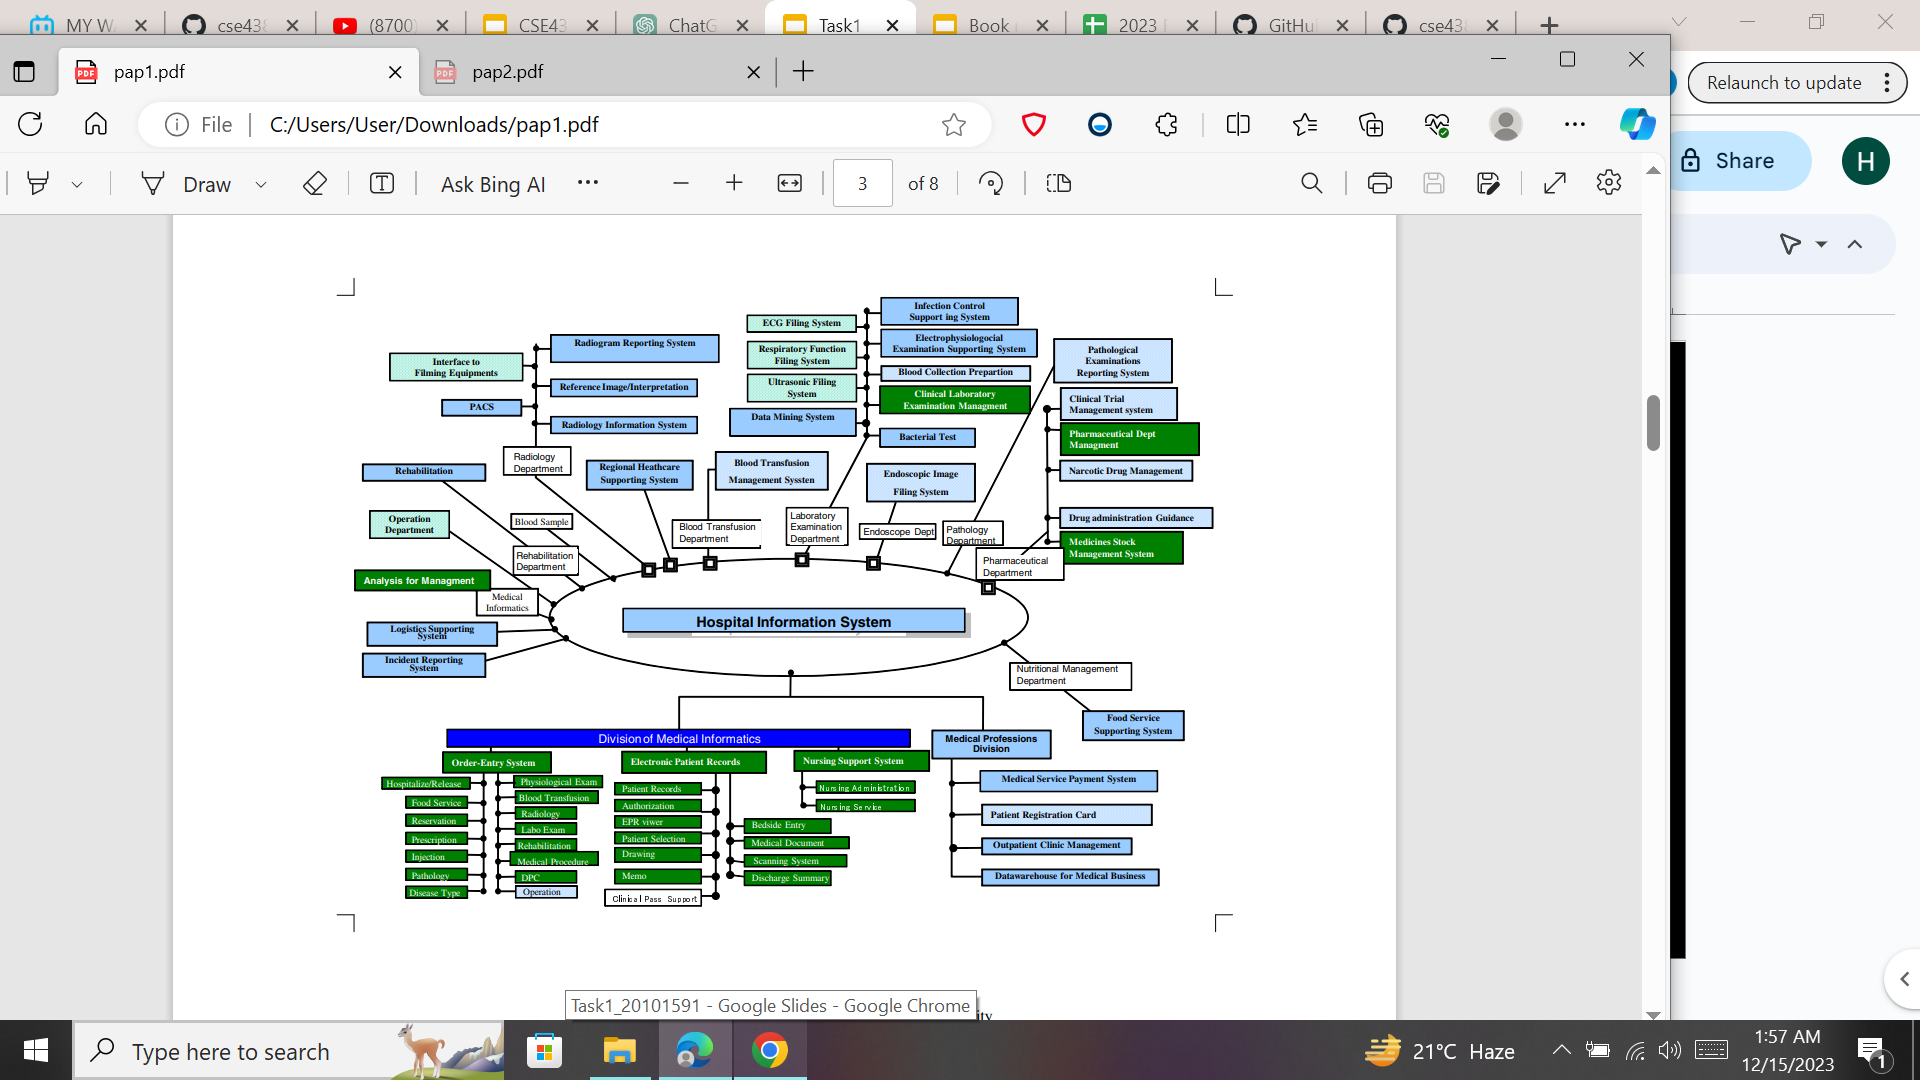 MY W
cse43
(8700)
CSE43
ChatG
Task1
Book
2023
GitHu
cse43
pap1.pdf
pap2.pdf
Relaunch to update
File
C:/Users/User/Downloads/pap1.pdf
Share
H
Draw
Ask Bing AI
3
of 8
Infection Control
Support ing System
ECG Filing System
Electrophysiologocial
Examination Supporting System
Radiogram Reporting System
Respiratory Function
Filing System
Pathological
Examinations
Reporting System
Interface to
Filming Equipments
Blood Collection Prepartion
Reference Image/Interpretation
Ultrasonic Filing
System
Clinical Laboratory
Examination Managment
Clinical Trial
Management system
PACS
Data Mining System
Radiology Information System
Bacterial Test
Pharmaceutical Dept
Managment
Radiology
Department
Rehabilitation
Regional Heathcare
Supporting System
Blood Transfusion
Management Syssten
Endoscopic Image
Filing System
Narcotic Drug Management
Operation
Department
Blood Sample
Blood Transfusion
Department
Laboratory
Examination
Department
Endoscope Dept
Pathology
Department
Drug administration Guidance
Medicines Stock
Management System
Rehabilitation
Department
Pharmaceutical
Department
Analysis for Managment
Medical
Informatics
Hospital Information System
Logistics Supporting
System
Incident Reporting
System
Nutritional Management
Department
Food Service
Supporting System
Division of Medical Informatics
Medical Professions
Division
Order-Entry System
Electronic Patient Records
Nursing Support System
Hospitalize/Release
Food Service
Reservation
Prescription
Injection
Pathology
Disease Type
Physiological Exam
Blood Transfusion
Radiology
Labo Exam
Rehabilitation
Medical Procedure
DPC
Operation
Patient Records
Authorization
EPR viwer
Patient Selection
Drawing
Memo
Clinical Pass Support
Bedside Entry
Medical Document
Scanning System
Discharge Summary
Nursing Administration
Nursing Service
Medical Service Payment System
Patient Registration Card
Outpatient Clinic Management
Datawarehouse for Medical Business
Task1_20101591 - Google Slides - Google Chrome
Type here to search
21°C Haze
1:57 AM
12/15/2023
1